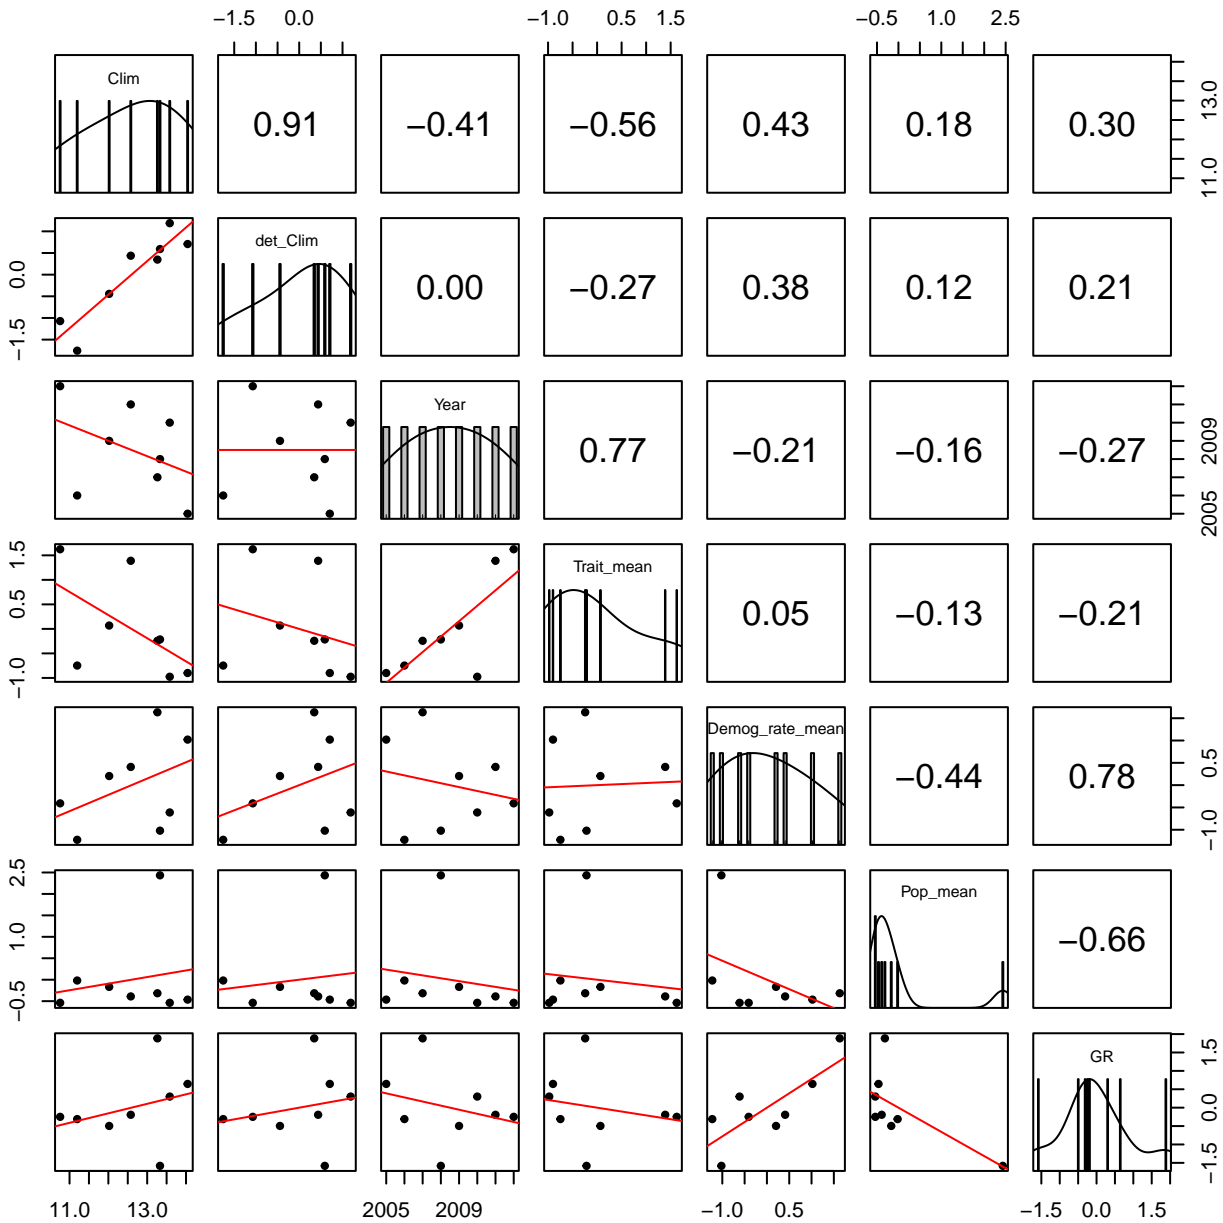 −1.5 0.0 −1.0 0.5 1.5 −0.5 1.0 2.5
Clim 0.91 −0.41 −0.56 0.43 0.18 0.30 11.0 13.0
−1.5 0.0 det_Clim 0.00 −0.27 0.38 0.12 0.21
Year 0.77 −0.21 −0.16 −0.27 2005 2009
−1.0 0.5 1.5 Trait_mean 0.05 −0.13 −0.21
Demog_rate_mean −0.44 0.78 −1.0 0.5
−0.5 1.0 2.5 Pop_mean −0.66
GR −1.5 0.0 1.5
11.0 13.0 2005 2009 −1.0 0.5 −1.5 0.0 1.5